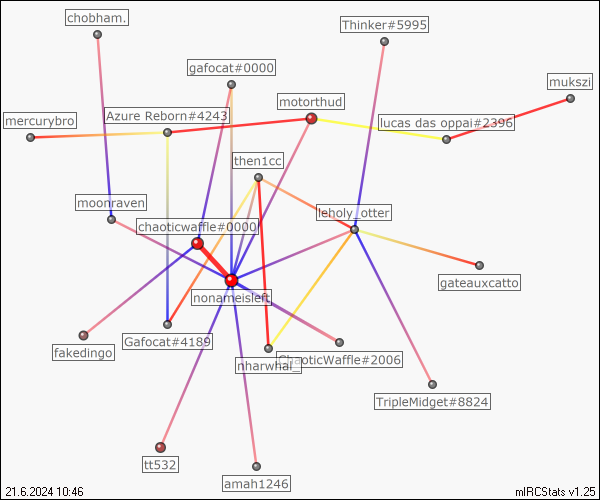 chobham.
Thinker#5995
gafocat#0000
mukszi
motorthud
mercurybro
Azure Reborn#4243
lucas das oppai#2396
then1cc
moonraven
leholy_otter
chaoticwaffle#0000
gateauxcatto
nonameisleft
fakedingo
Gafocat#4189
ChaoticWaffle#2006
nharwhal_
TripleMidget#8824
tt532
amah1246
21.6.2024 10:46
mIRCStats v1.25